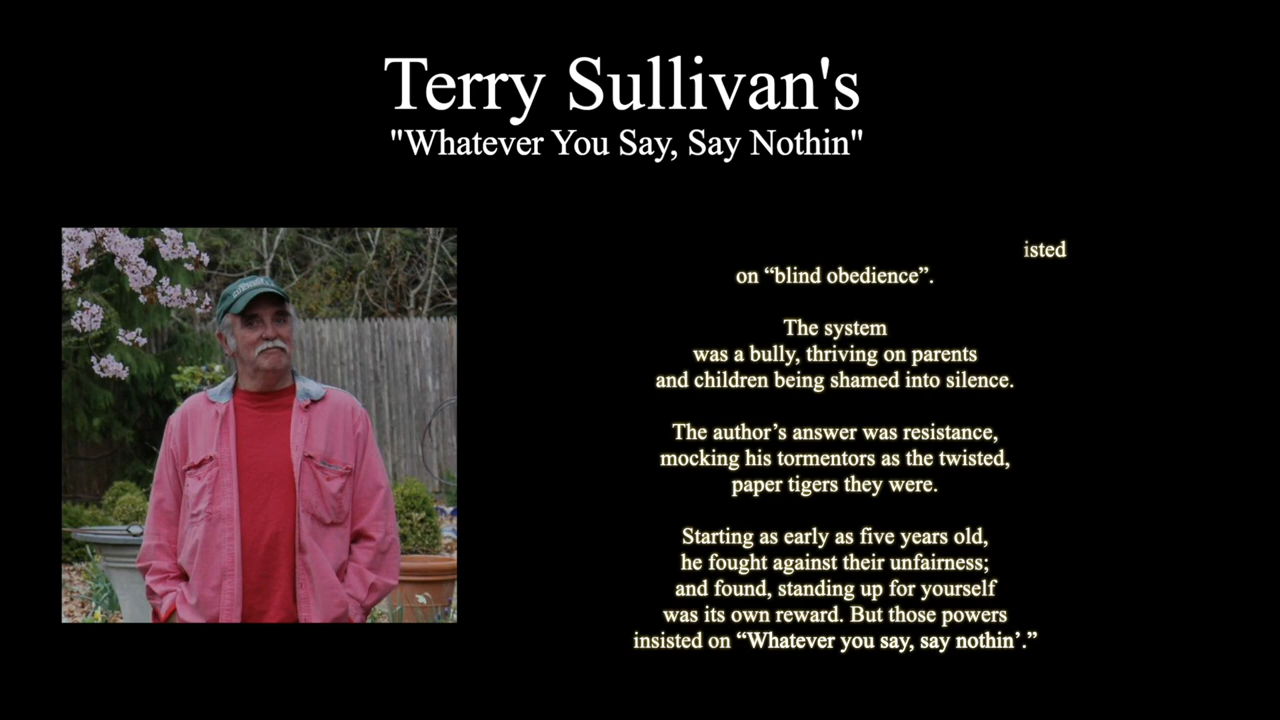 Terry Sullivan's
"Whatever You Say, Say Nothin"
isted
on “blind obedience”.
The system
was a bully, thriving on parents
and children being shamed into silence.
The author’s answer was resistance,
mocking his tormentors as the twisted,
paper tigers they were.
Starting as early as five years old,
he fought against their unfairness;
and found, standing up for yourself
was its own reward. But those powers
insisted on “Whatever you say, say nothin’.”